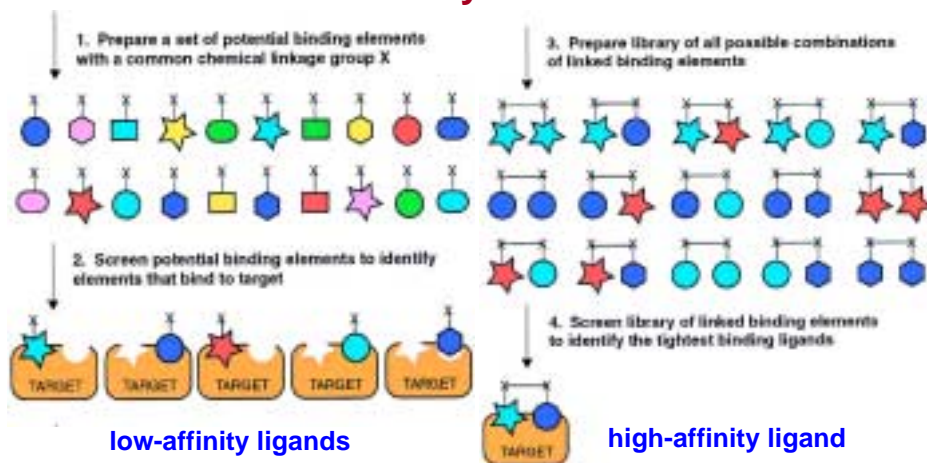 1. Prepare a set of potential binding elements
with a common chemical linkage group X
X X X X X X X X X X
X X X X X X X X X X
2. Screen potential binding elements to identify
elements that bind to target
X X X X X
TARGET TARGET TARGET TARGET TARGET
low-affinity ligands
3. Prepare library of all possible combinations
of linked binding elements
X X X X X X X X X X
X X X X X X X X X X
X X X X X X X X X X
4. Screen library of linked binding elements
to identify the tightest binding ligands
X X
TARGET
high-affinity ligand